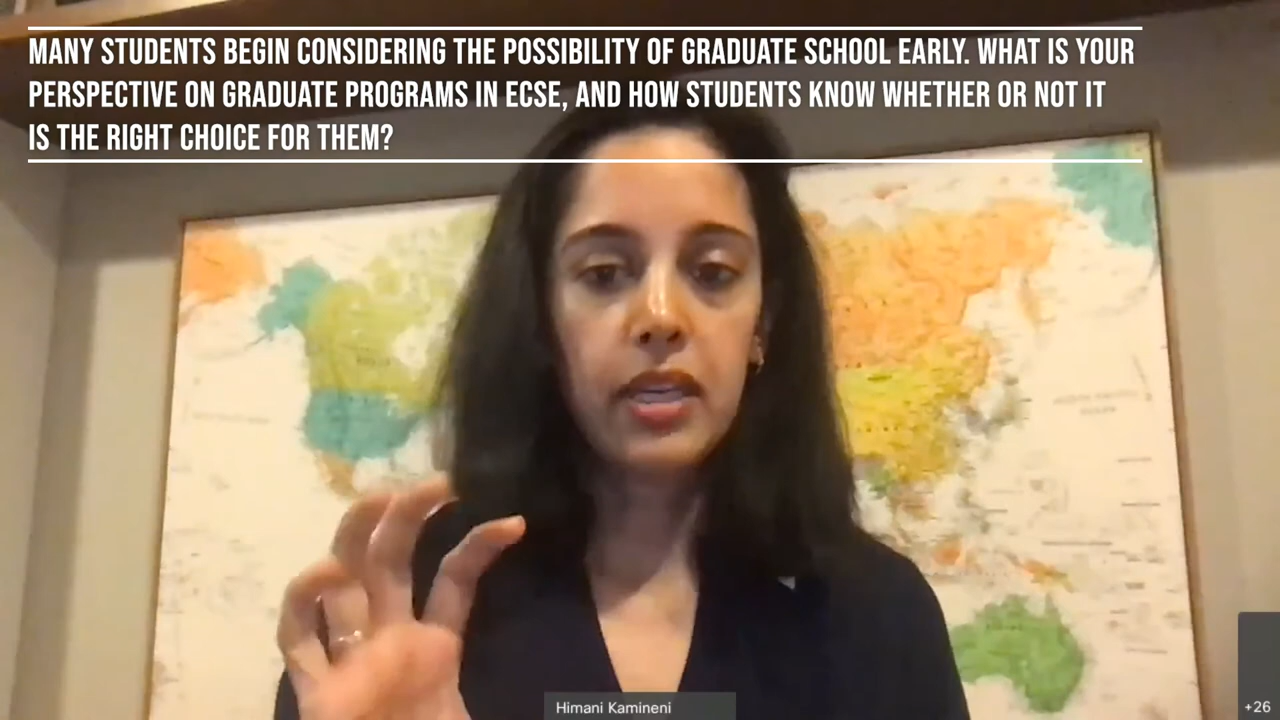 MANY STUDENTS BEGIN CONSIDERING THE POSSIBILITY OF GRADUATE SCHOOL EARLY. WHAT IS YOUR
PERSPECTIVE ON GRADUATE PROGRAMS IN ECSE, AND HOW STUDENTS KNOW WHETHER OR NOT IT
IS THE RIGHT CHOICE FOR THEM?
Himani Kamineni
+26